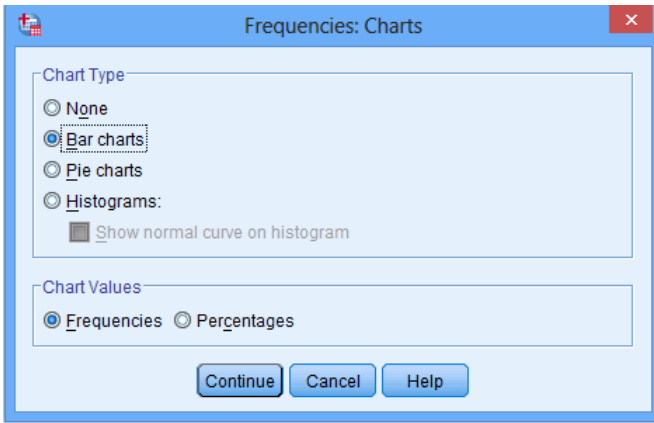 Frequencies: Charts
Chart Type
None
Bar charts
Pie charts
Histograms:
Show normal curve on histogram
Chart Values
Frequencies Percentages
Continue Cancel Help